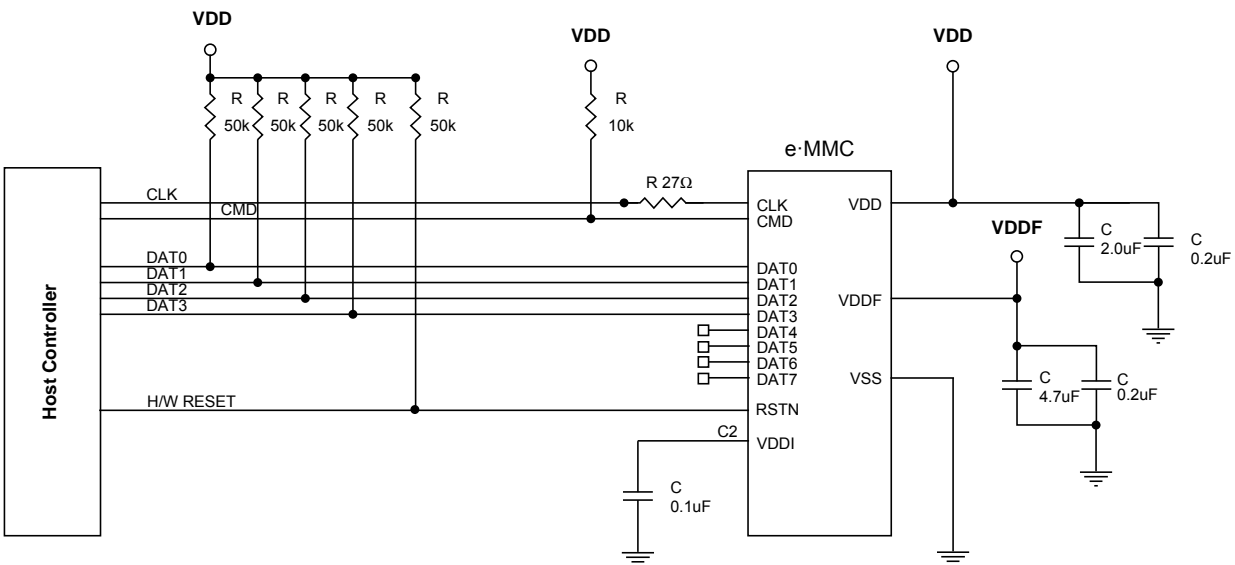 VDD
VDD
VDD
R
50k
R
50k
R
50k
R
50k
R
50k
R
10k
e·MMC
Host Controller
CLK
CMD
DAT0
DAT1
DAT2
DAT3
H/W RESET
R 27Ω
CLK
CMD
DAT0
DAT1
DAT2
DAT3
DAT4
DAT5
DAT6
DAT7
RSTN
C2
VDDI
VDD
VDDF
VSS
C
0.1uF
VDDF
C
2.0uF
C
0.2uF
C
4.7uF
C
0.2uF